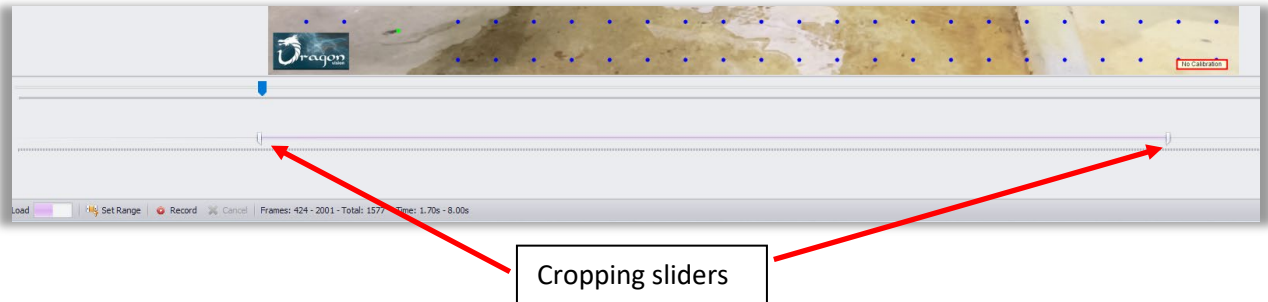 Dragon
vision
No Calibration
Load
Set Range
Record
Cancel
Frames: 424 - 2001 - Total: 1577 - Time: 1.70s - 8.00s
Cropping sliders